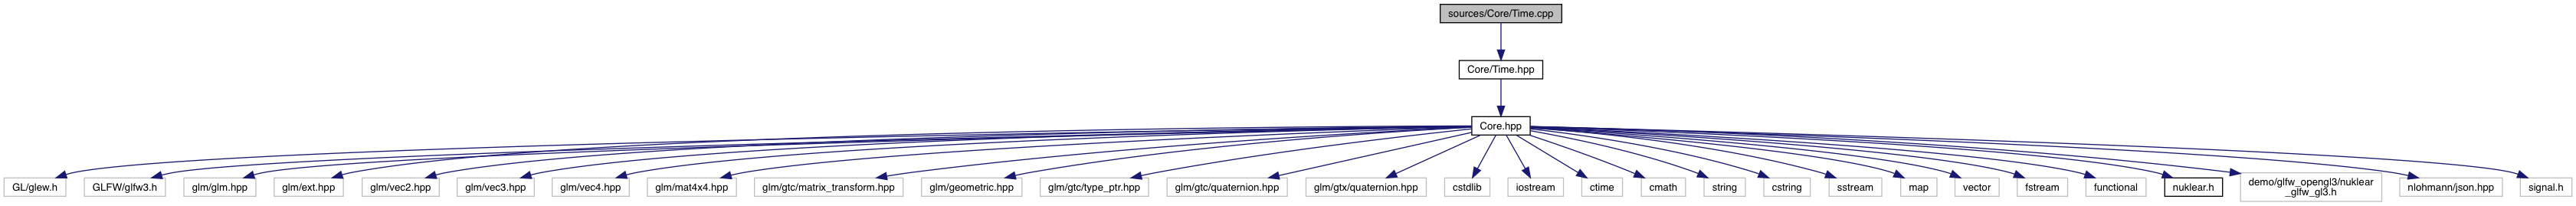 sources/Core/Time.cpp
Core/Time.hpp
Core.hpp
GL/glew.h
GLFW/glfw3.h
glm/glm.hpp
glm/ext.hpp
glm/vec2.hpp
glm/vec3.hpp
glm/vec4.hpp
glm/mat4x4.hpp
glm/gtc/matrix_transform.hpp
glm/geometric.hpp
glm/gtc/type_ptr.hpp
glm/gtc/quaternion.hpp
glm/gtx/quaternion.hpp
cstdlib
iostream
ctime
cmath
string
cstring
sstream
map
vector
fstream
functional
nuklear.h
demo/glfw_opengl3/nuklear
_glfw_gl3.h
nlohmann/json.hpp
signal.h